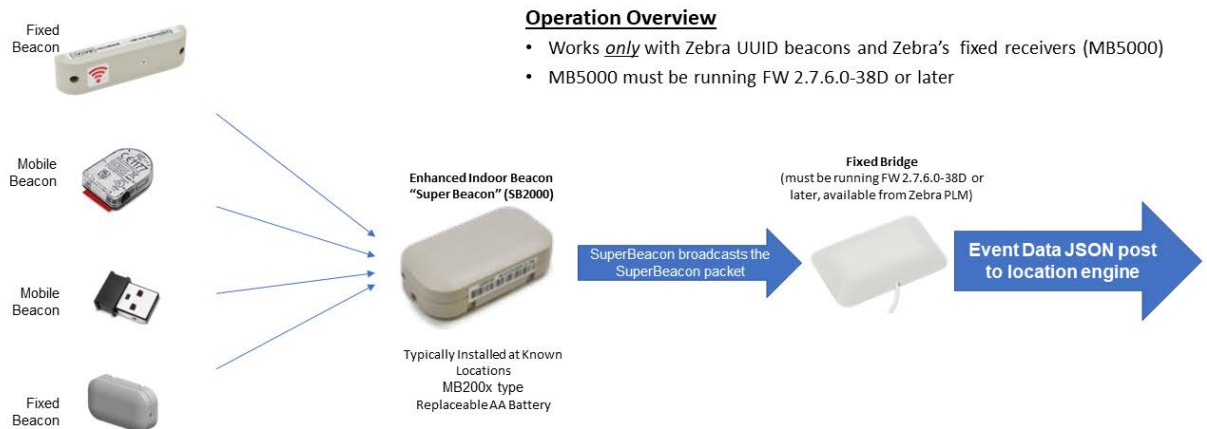 Operation Overview
• Works only with Zebra UUID beacons and Zebra's fixed receivers (MB5000)
• MB5000 must be running FW 2.7.6.0-38D or later
Fixed
Beacon
Mobile
Beacon
Mobile
Beacon
Fixed
Beacon
Enhanced Indoor Beacon
"Super Beacon" (SB2000)
Typically Installed at Known
Locations
MB200x type
Replaceable AA Battery
SuperBeacon broadcasts the
SuperBeacon packet
Fixed Bridge
(must be running FW 2.7.6.0-38D or
later, available from Zebra PLM)
Event Data JSON post
to location engine